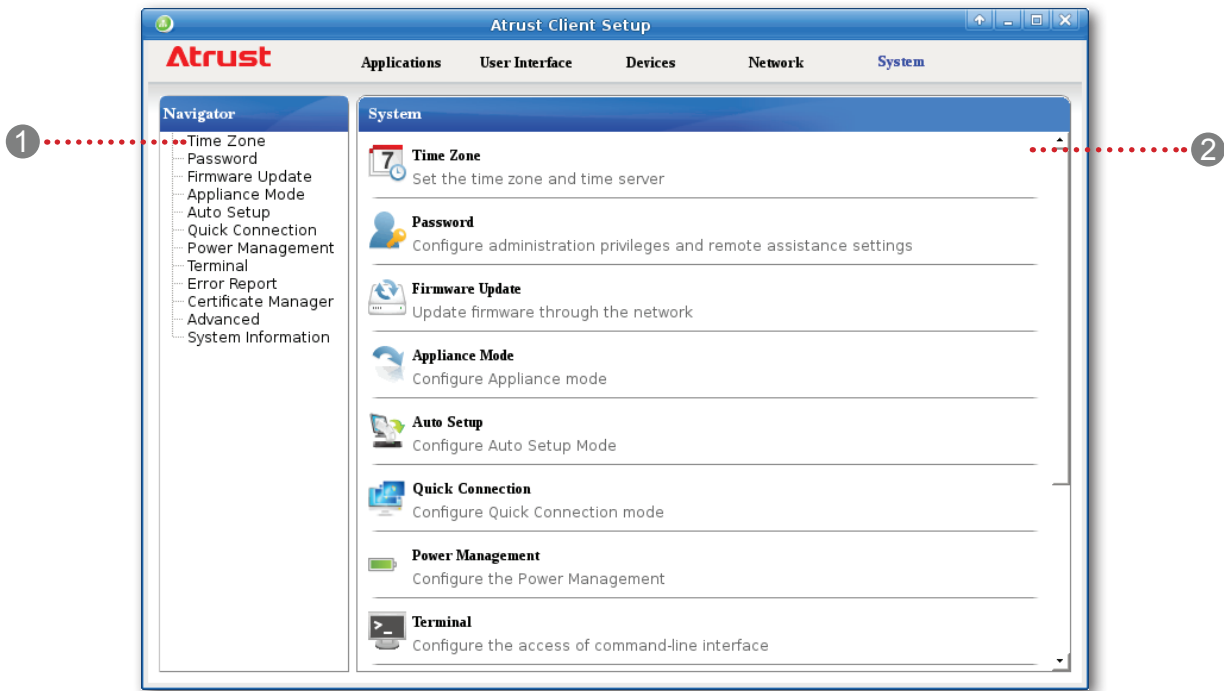 Atrust Client Setup
Atrust
Applications User Interface Devices Network System
Navigator
Time Zone
Password
Firmware Update
Appliance Mode
Auto Setup
Quick Connection
Power Management
Terminal
Error Report
Certificate Manager
Advanced
System Information
System
7
Time Zone
Set the time zone and time server
Password
Configure administration privileges and remote assistance settings
Firmware Update
Update firmware through the network
Appliance Mode
Configure Appliance mode
Auto Setup
Configure Auto Setup Mode
Quick Connection
Configure Quick Connection mode
Power Management
Configure the Power Management
>_
Terminal
Configure the access of command-line interface
1
2